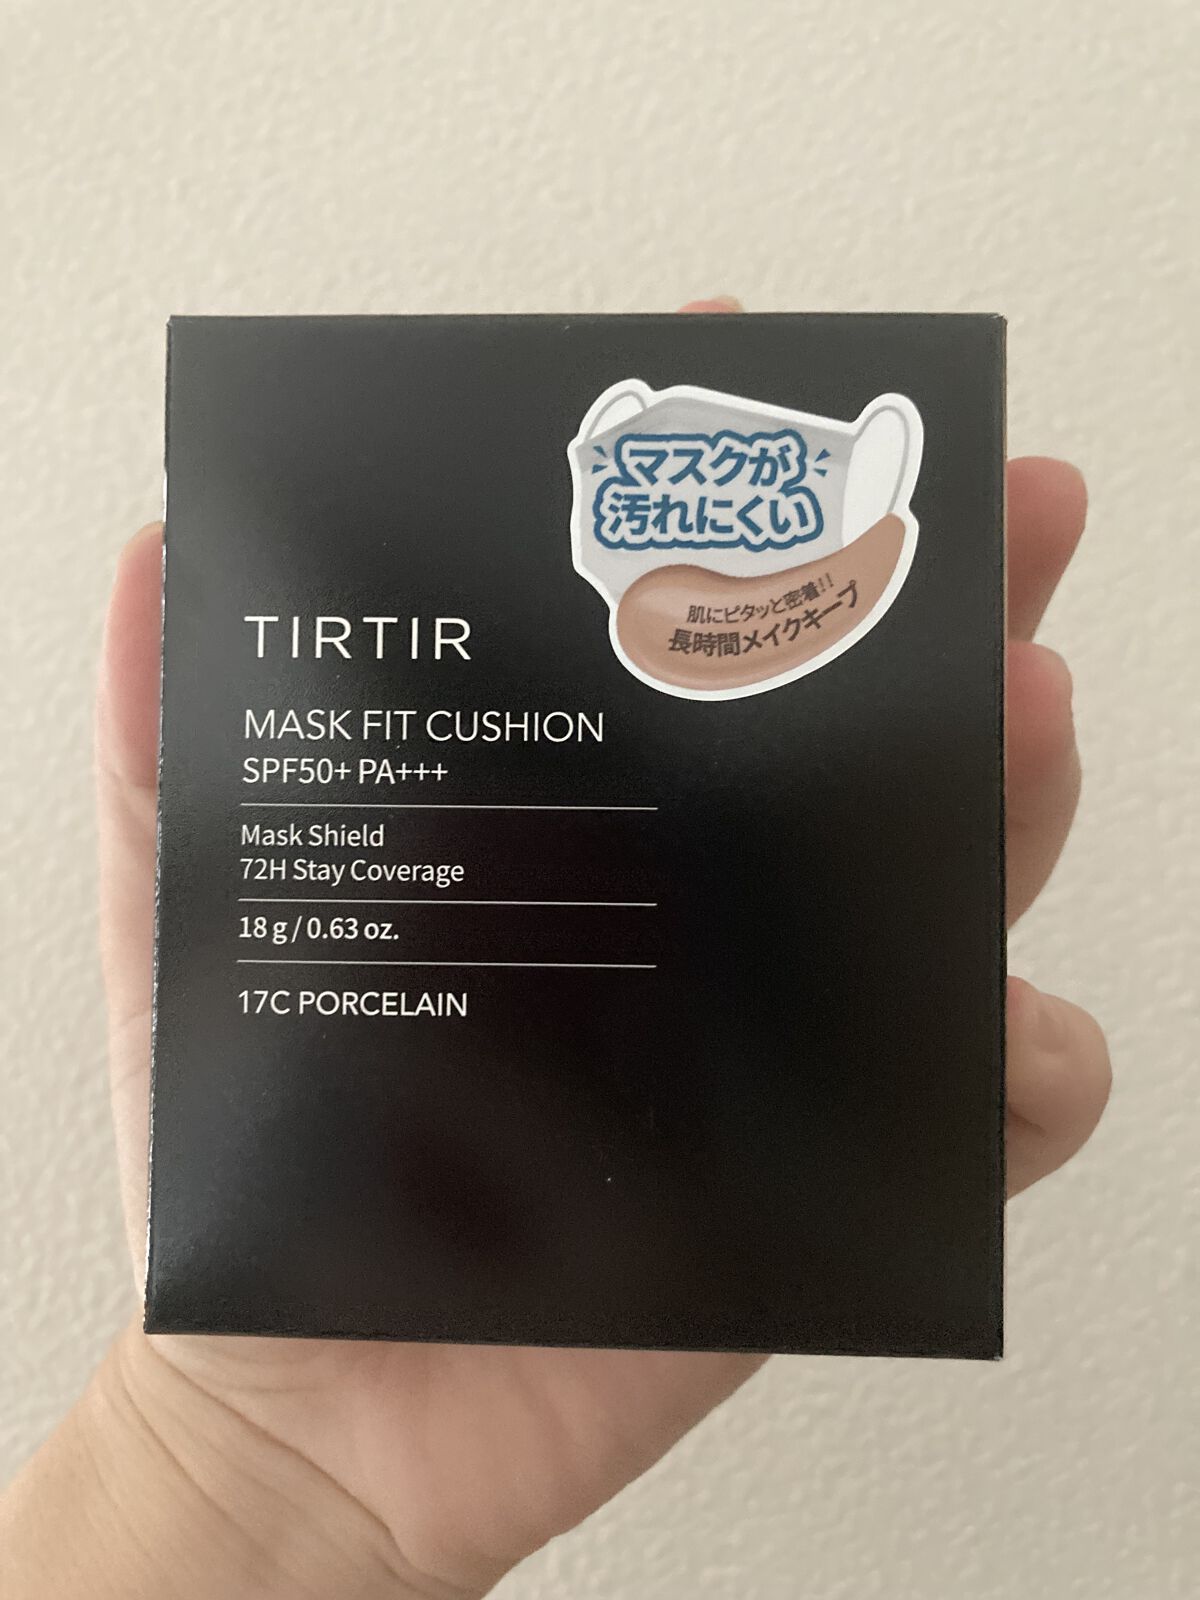 マスクが
汚れにくい
肌にピタッと密着!!
長時間メイクキープ
TIRTIR
MASK FIT CUSHION
SPF50+ PA+++
Mask Shield
72H Stay Coverage
18 g / 0.63 oz.
17C PORCELAIN